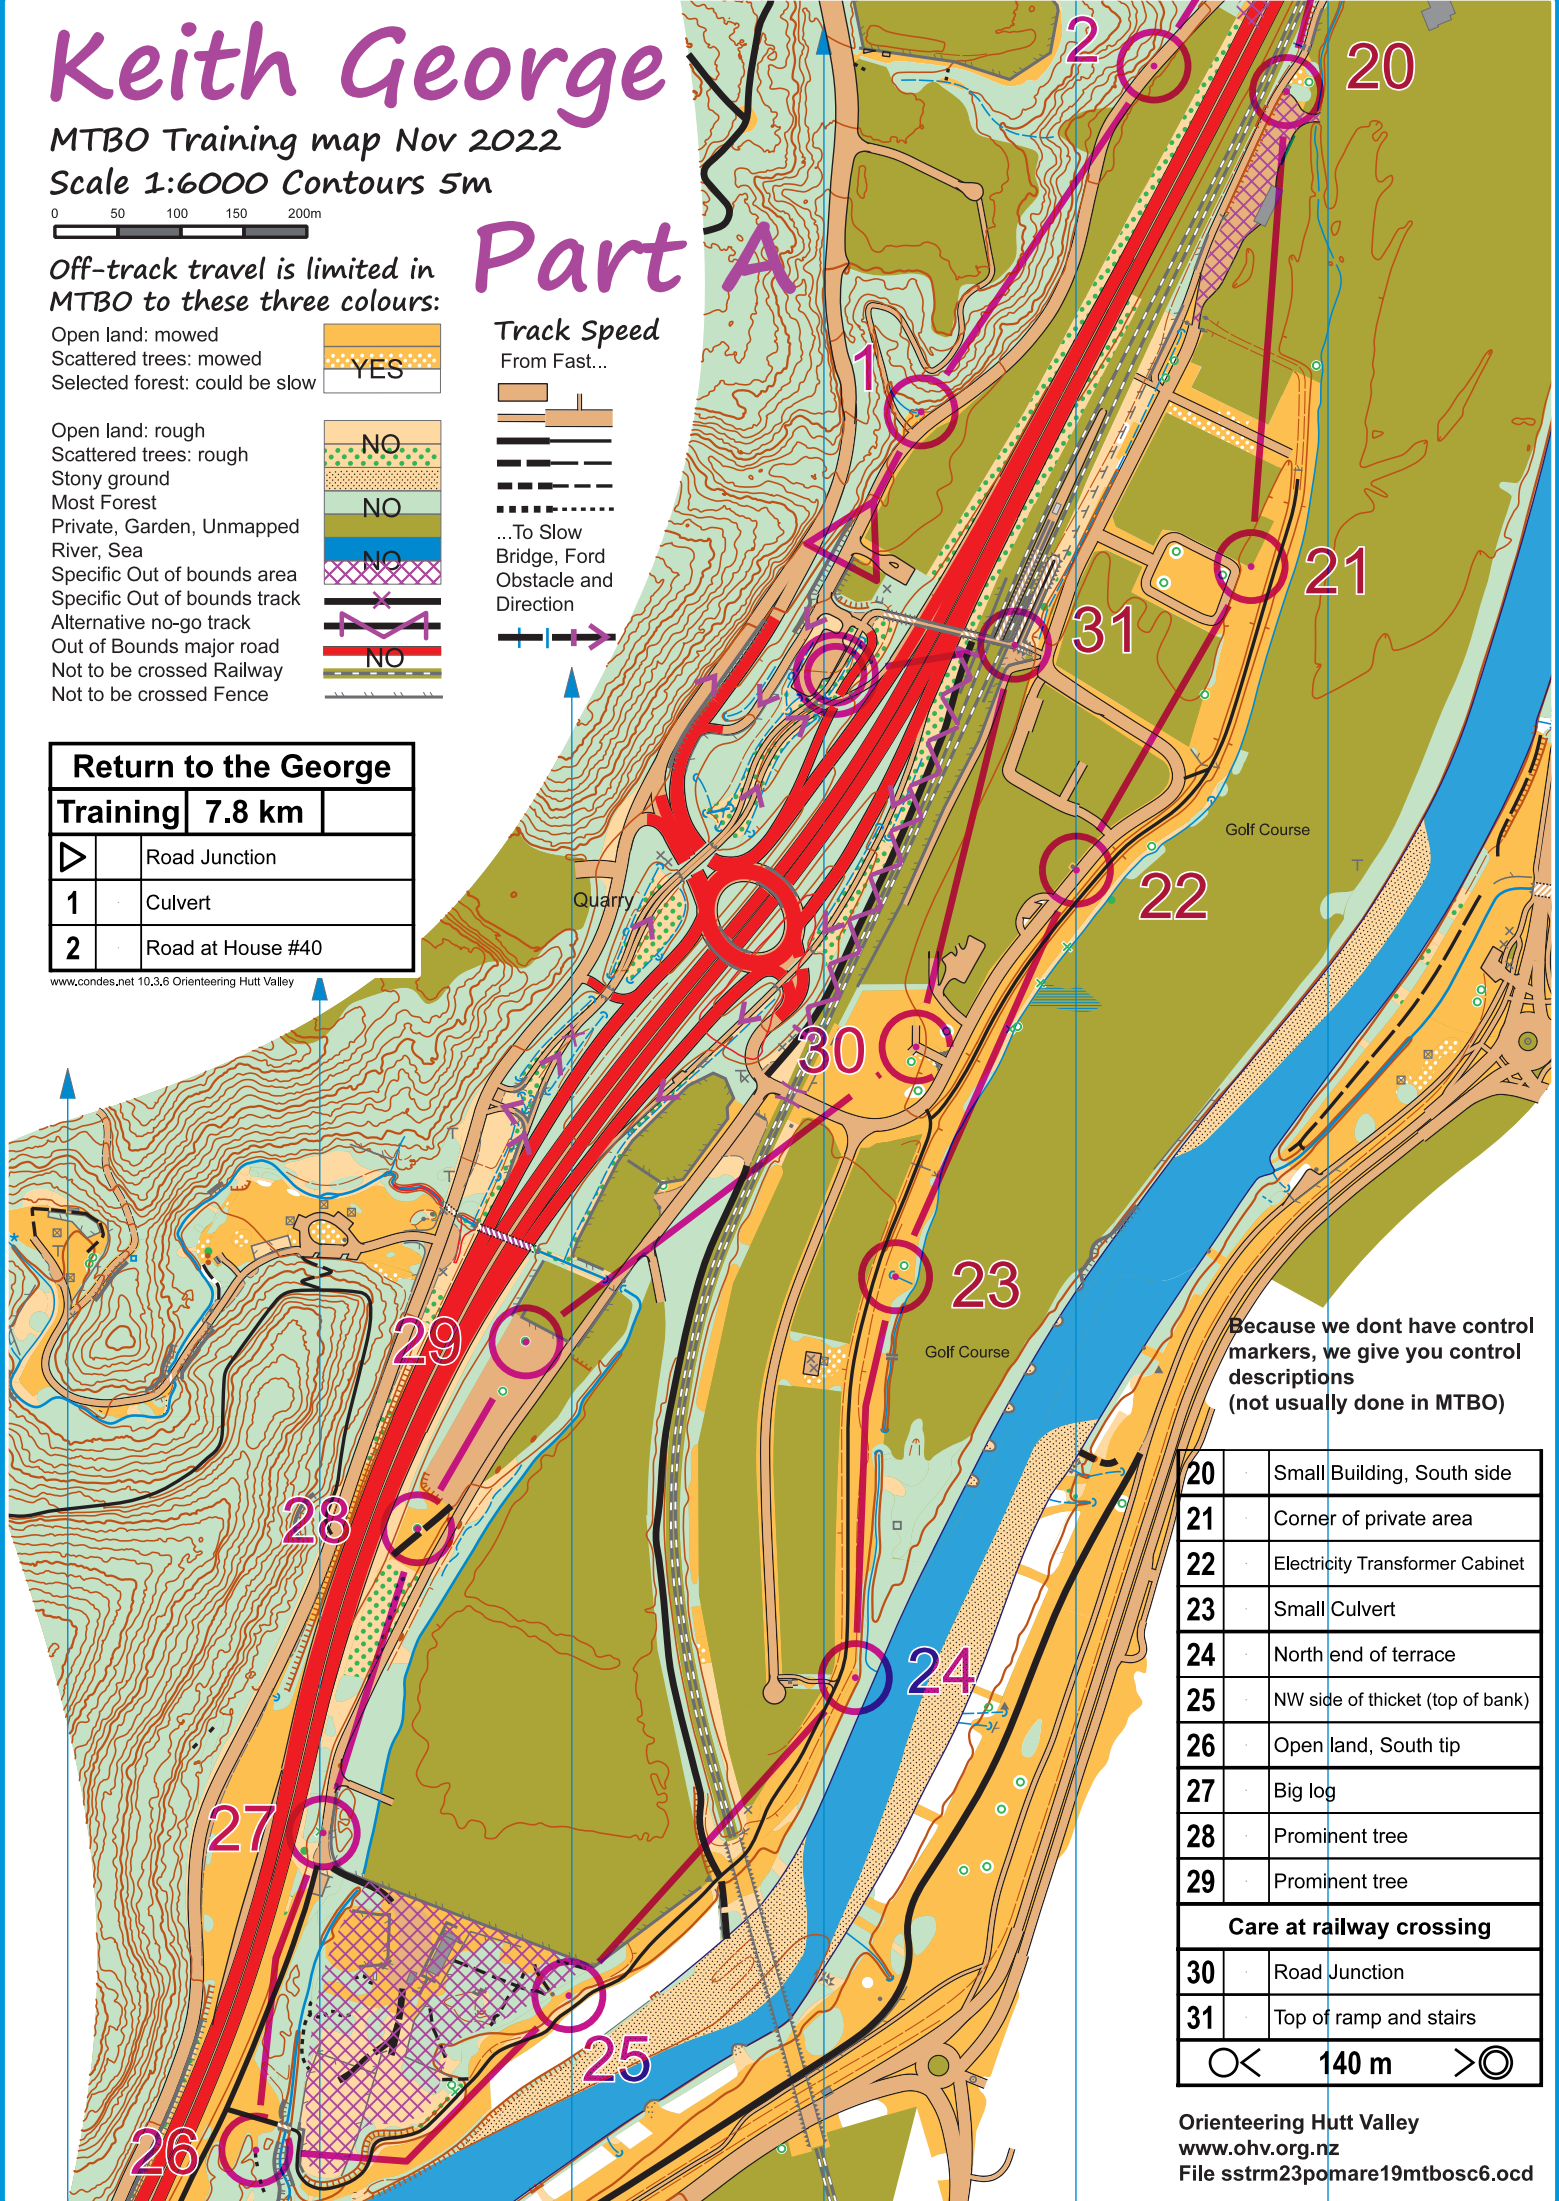 Keith George
MTBO Training map Nov 2022
Scale 1:6000 Contours 5m
0 50 100 150 200m
Part A
Off-track travel is limited in
MTBO to these three colours:
Open land: mowed
Scattered trees: mowed
Selected forest: could be slow
YES
Open land: rough
Scattered trees: rough
Stony ground
Most Forest
Private, Garden, Unmapped
River, Sea
Specific Out of bounds area
Specific Out of bounds track
Alternative no-go track
Out of Bounds major road
Not to be crossed Railway
Not to be crossed Fence
NO
NO
NO
NO
Track Speed
From Fast...
...To Slow
Bridge, Ford
Obstacle and
Direction
Return to the George
Training 7.8 km
Road Junction
1 Culvert
2 Road at House #40
www.condes.net 10.3.6 Orienteering Hutt Valley
2
20
1
21
31
Golf Course
22
Quarry
30
23
Golf Course
29
28
24
27
25
26
Because we dont have control
markers, we give you control
descriptions
(not usually done in MTBO)
20 Small Building, South side
21 Corner of private area
22 Electricity Transformer Cabinet
23 Small Culvert
24 North end of terrace
25 NW side of thicket (top of bank)
26 Open land, South tip
27 Big log
28 Prominent tree
29 Prominent tree
Care at railway crossing
30 Road Junction
31 Top of ramp and stairs
140 m
Orienteering Hutt Valley
www.ohv.org.nz
File sstrm23pomare19mtbosc6.ocd